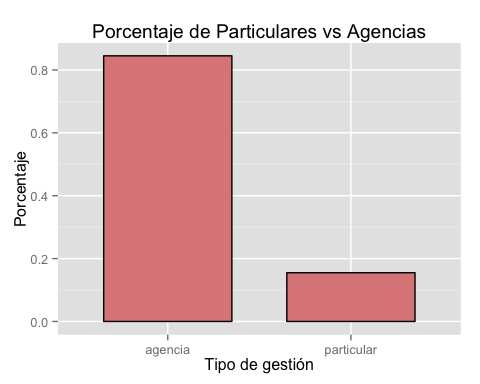 Porcentaje de Particulares vs Agencias
Porcentaje
0.8
0.6
0.4
0.2
0.0
agencia particular
Tipo de gestión